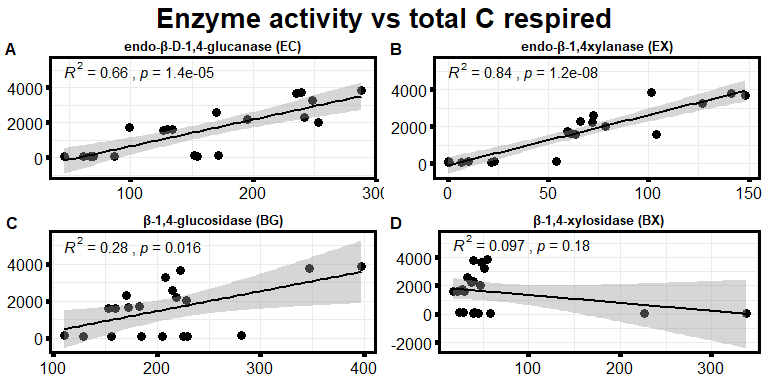 Enzyme activity vs total C respired
A endo-β-D-1,4-glucanase (EC)
R² = 0.66 , p = 1.4e-05
4000
2000
0
100 200 300
B endo-β-1,4xylanase (EX)
R² = 0.84 , p = 1.2e-08
6000
4000
2000
0
0 50 100 150
C β-1,4-glucosidase (BG)
R² = 0.28 , p = 0.016
4000
2000
0
100 200 300 400
D β-1,4-xylosidase (BX)
R² = 0.097 , p = 0.18
4000
2000
0
-2000
100 200 300